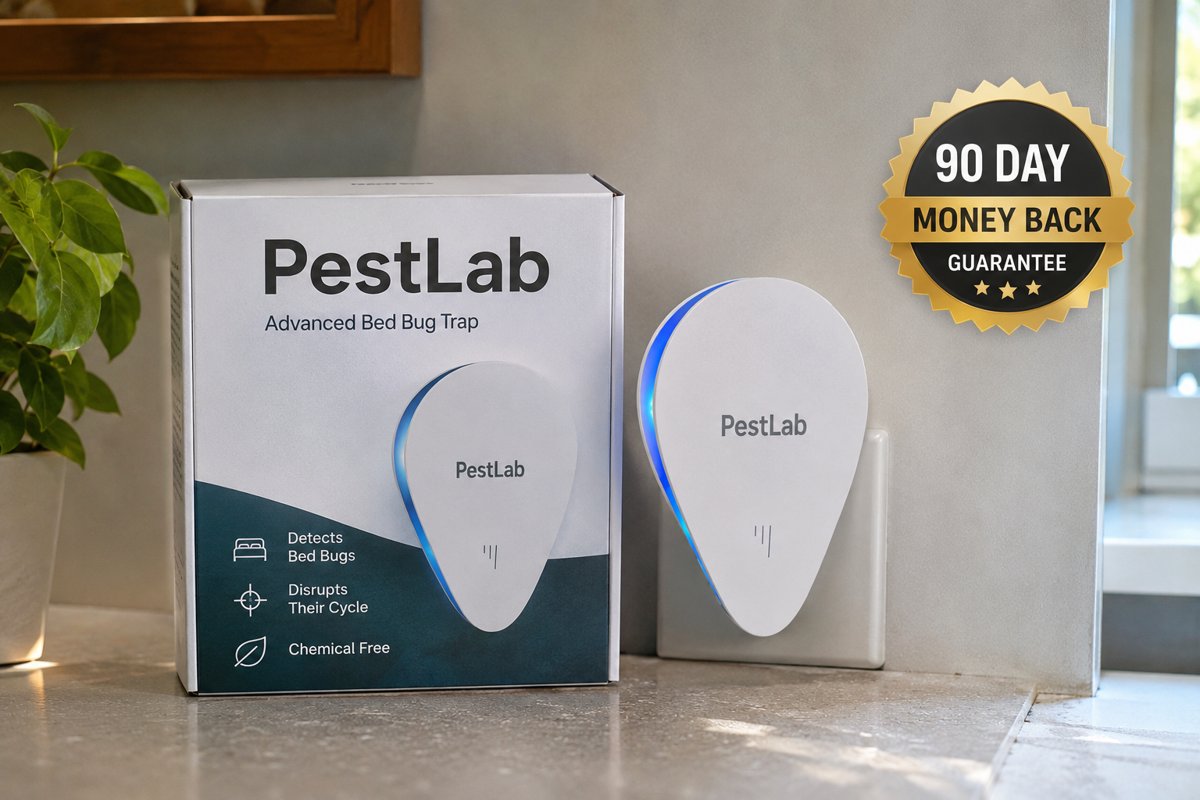 PestLab
Advanced Bed Bug Trap
PestLab
Detects
Bed Bugs
Disrupts
Their Cycle
Chemical Free
PestLab
90 DAY
MONEY BACK
GUARANTEE